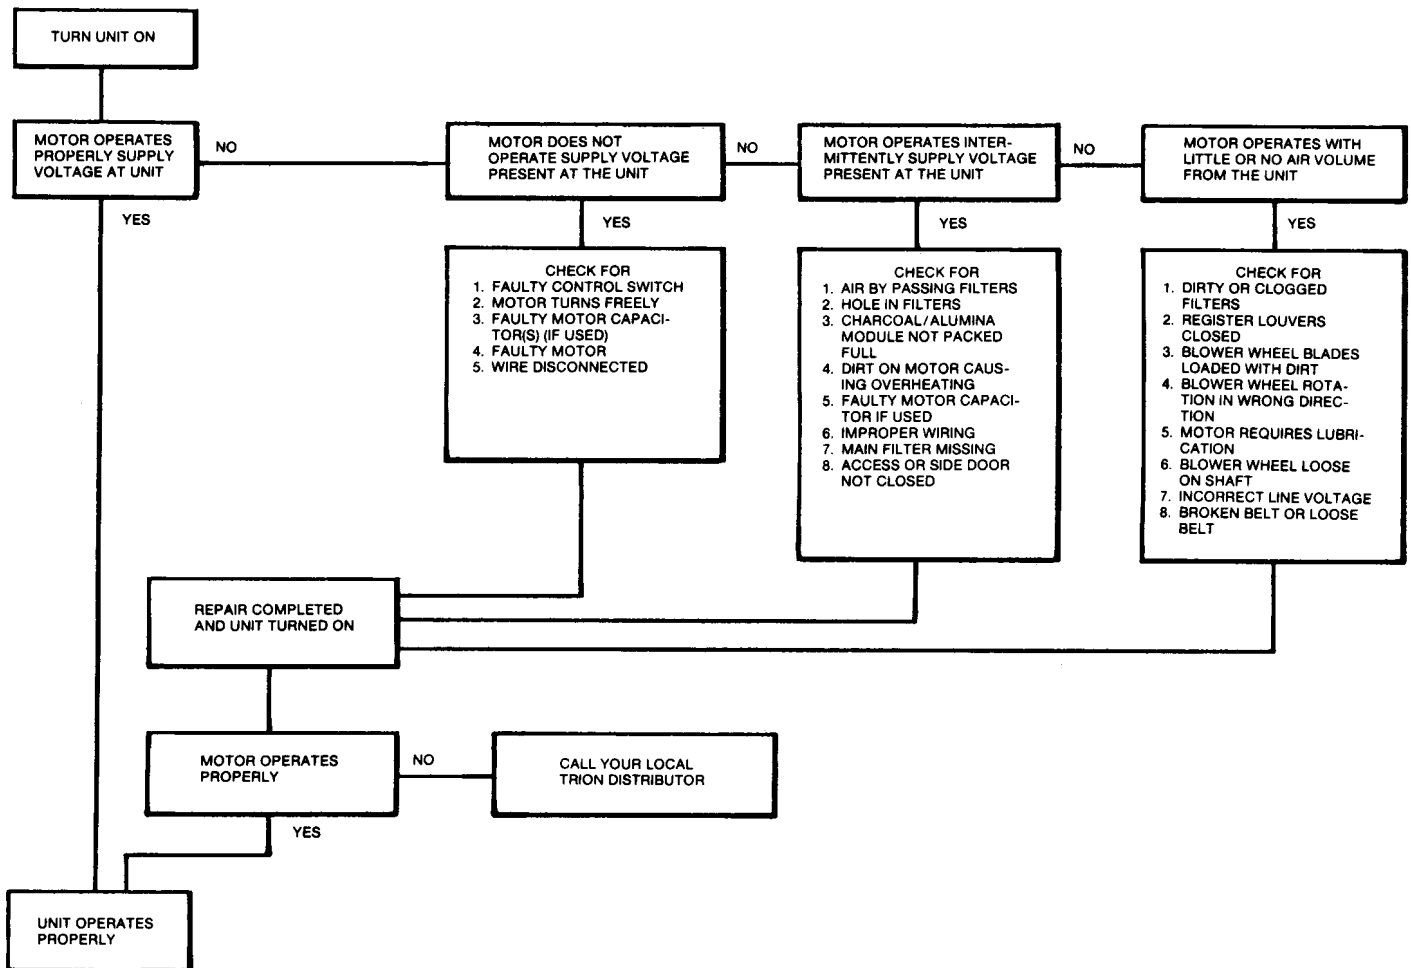 TURN UNIT ON
MOTOR OPERATES
PROPERLY SUPPLY
VOLTAGE AT UNIT
NO
YES
MOTOR DOES NOT
OPERATE SUPPLY VOLTAGE
PRESENT AT THE UNIT
NO
YES
MOTOR OPERATES INTER-
MITTENTLY SUPPLY VOLTAGE
PRESENT AT THE UNIT
NO
YES
MOTOR OPERATES WITH
LITTLE OR NO AIR VOLUME
FROM THE UNIT
YES
CHECK FOR
1. FAULTY CONTROL SWITCH
2. MOTOR TURNS FREELY
3. FAULTY MOTOR CAPACI-
TOR(S) (IF USED)
4. FAULTY MOTOR
5. WIRE DISCONNECTED
CHECK FOR
1. AIR BY PASSING FILTERS
2. HOLE IN FILTERS
3. CHARCOAL/ALUMINA
MODULE NOT PACKED
FULL
4. DIRT ON MOTOR CAUS-
ING OVERHEATING
5. FAULTY MOTOR CAPACI-
TOR IF USED
6. IMPROPER WIRING
7. MAIN FILTER MISSING
8. ACCESS OR SIDE DOOR
NOT CLOSED
CHECK FOR
1. DIRTY OR CLOGGED
FILTERS
2. REGISTER LOUVERS
CLOSED
3. BLOWER WHEEL BLADES
LOADED WITH DIRT
4. BLOWER WHEEL ROTA-
TION IN WRONG DIREC-
TION
5. MOTOR REQUIRES LUBRI-
CATION
6. BLOWER WHEEL LOOSE
ON SHAFT
7. INCORRECT LINE VOLTAGE
8. BROKEN BELT OR LOOSE
BELT
REPAIR COMPLETED
AND UNIT TURNED ON
MOTOR OPERATES
PROPERLY
NO
YES
CALL YOUR LOCAL
TRION DISTRIBUTOR
UNIT OPERATES
PROPERLY